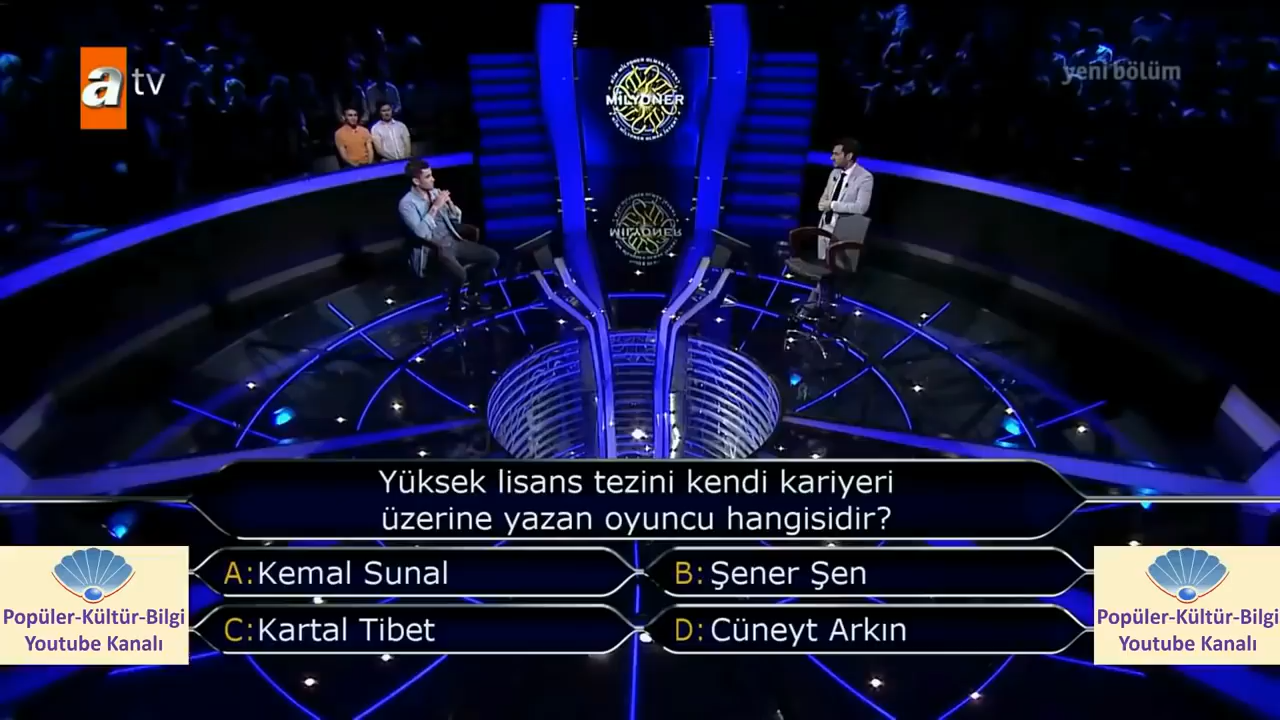 a tv
yeni bölüm
MİLYONER
Yüksek lisans tezini kendi kariyeri
üzerine yazan oyuncu hangisidir?
A: Kemal Sunal
B: Şener Şen
C: Kartal Tibet
D: Cüneyt Arkın
Popüler-Kültür-Bilgi
Youtube Kanalı
Popüler-Kültür-Bilgi
Youtube Kanalı